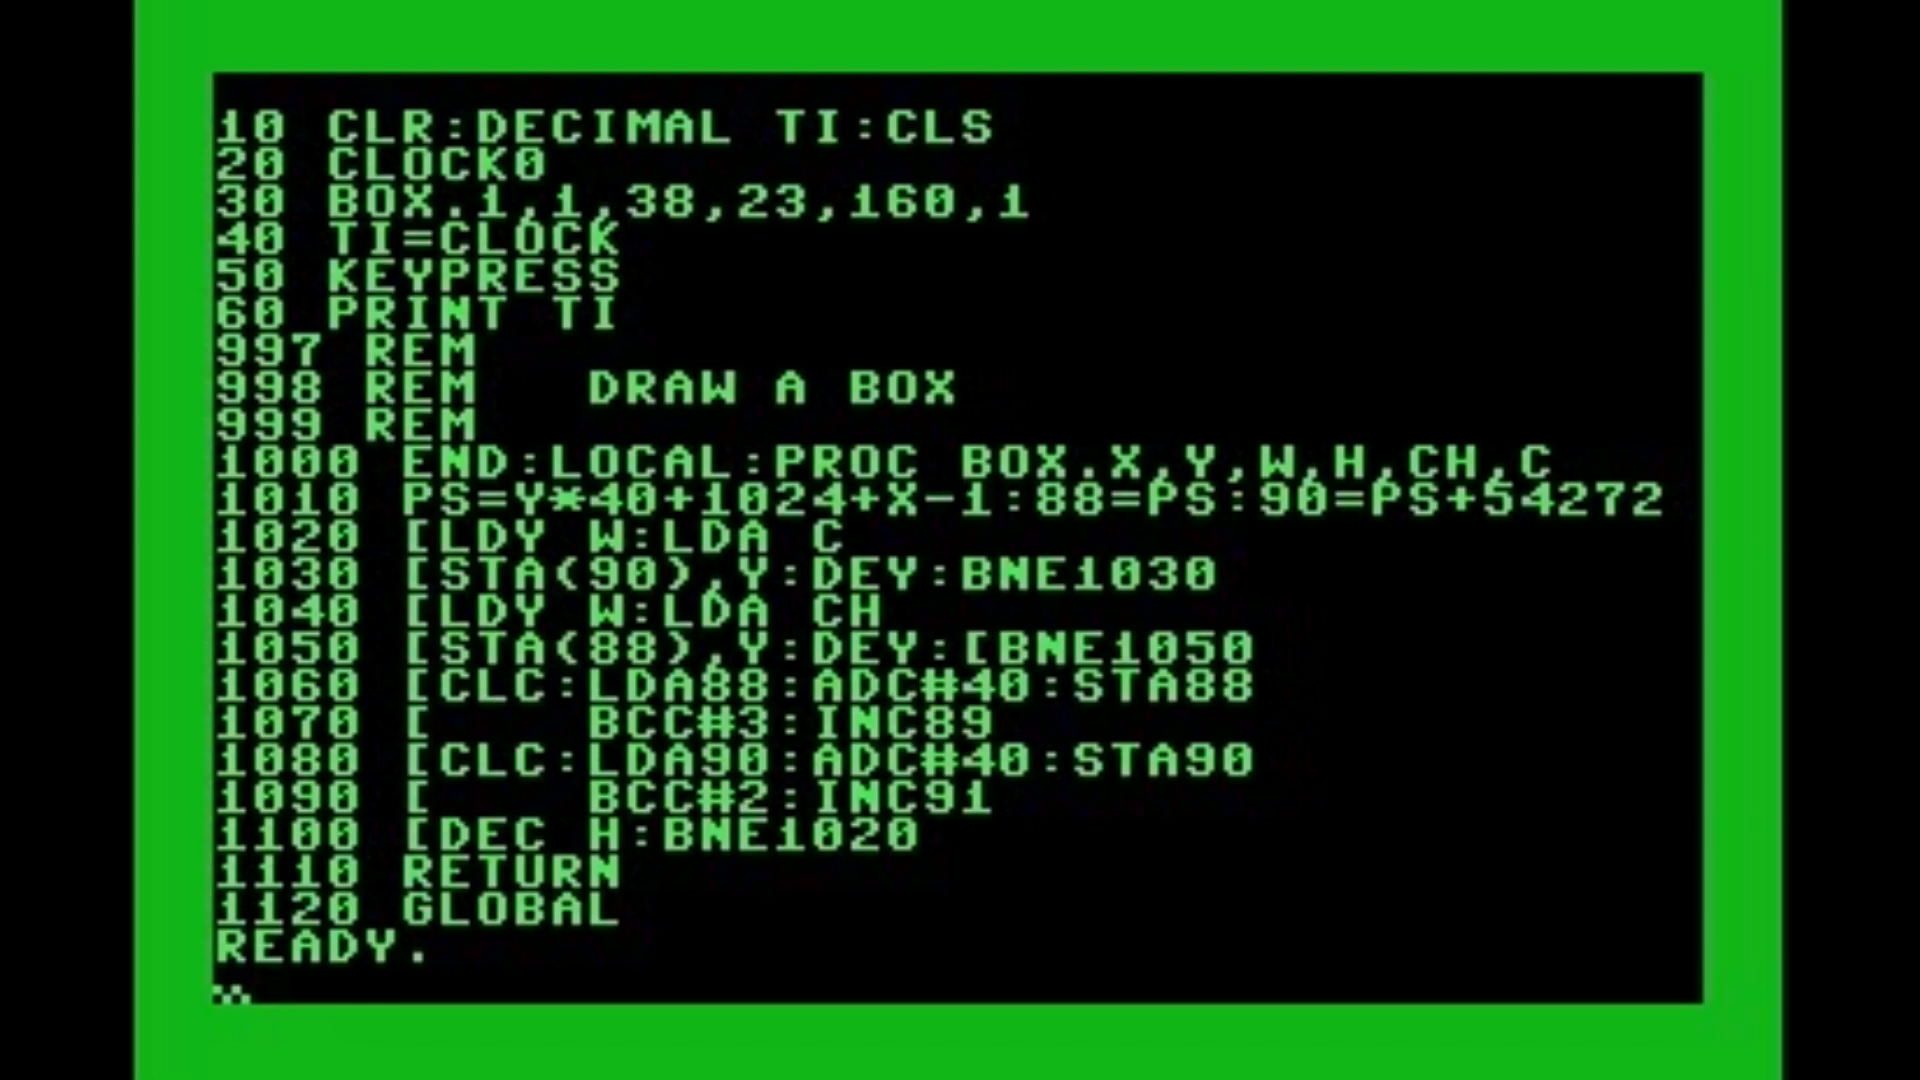 10 CLR:DECIMAL TI:CLS
20 CLOCK0
30 BOX.1,1,38,23,160,1
40 TI=CLOCK
50 KEYPRESS
60 PRINT TI
997 REM
998 REM   DRAW A BOX
999 REM
1000 END:LOCAL:PROC BOX.X,Y,W,H,CH,C
1010 PS=Y*40+1024+X-1:88=PS:90=PS+54272
1020 [LDY W:LDA C
1030 [STA(90),Y:DEY:BNE1030
1040 [LDY W:LDA CH
1050 [STA(88),Y:DEY:[BNE1050
1060 [CLC:LDA88:ADC#40:STA88
1070 [    BCC#3:INC89
1080 [CLC:LDA90:ADC#40:STA90
1090 [    BCC#2:INC91
1100 [DEC H:BNE1020
1110 RETURN
1120 GLOBAL
READY.